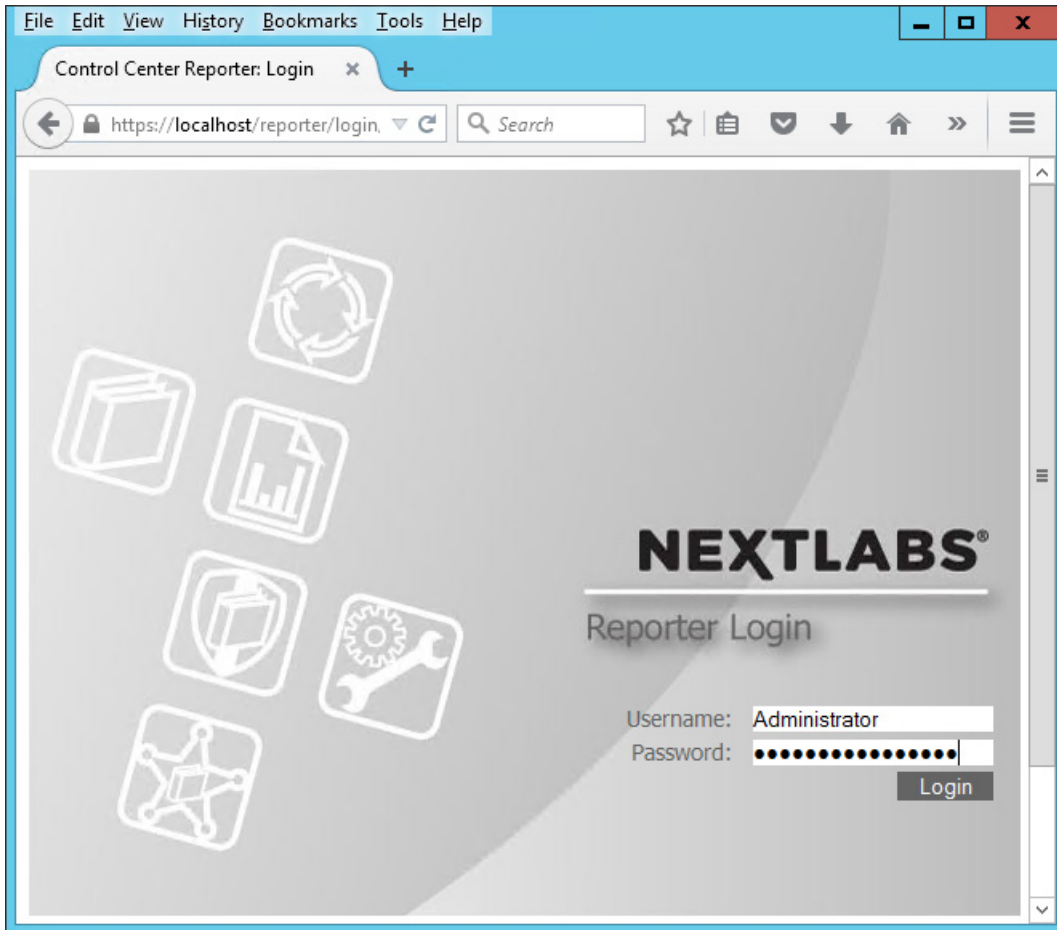 File Edit View History Bookmarks Tools Help
Control Center Reporter: Login
https://localhost/reporter/login,
Search
NEXTLABS®
Reporter Login
Username: Administrator
Password: ●●●●●●●●●●●●●●●●
Login